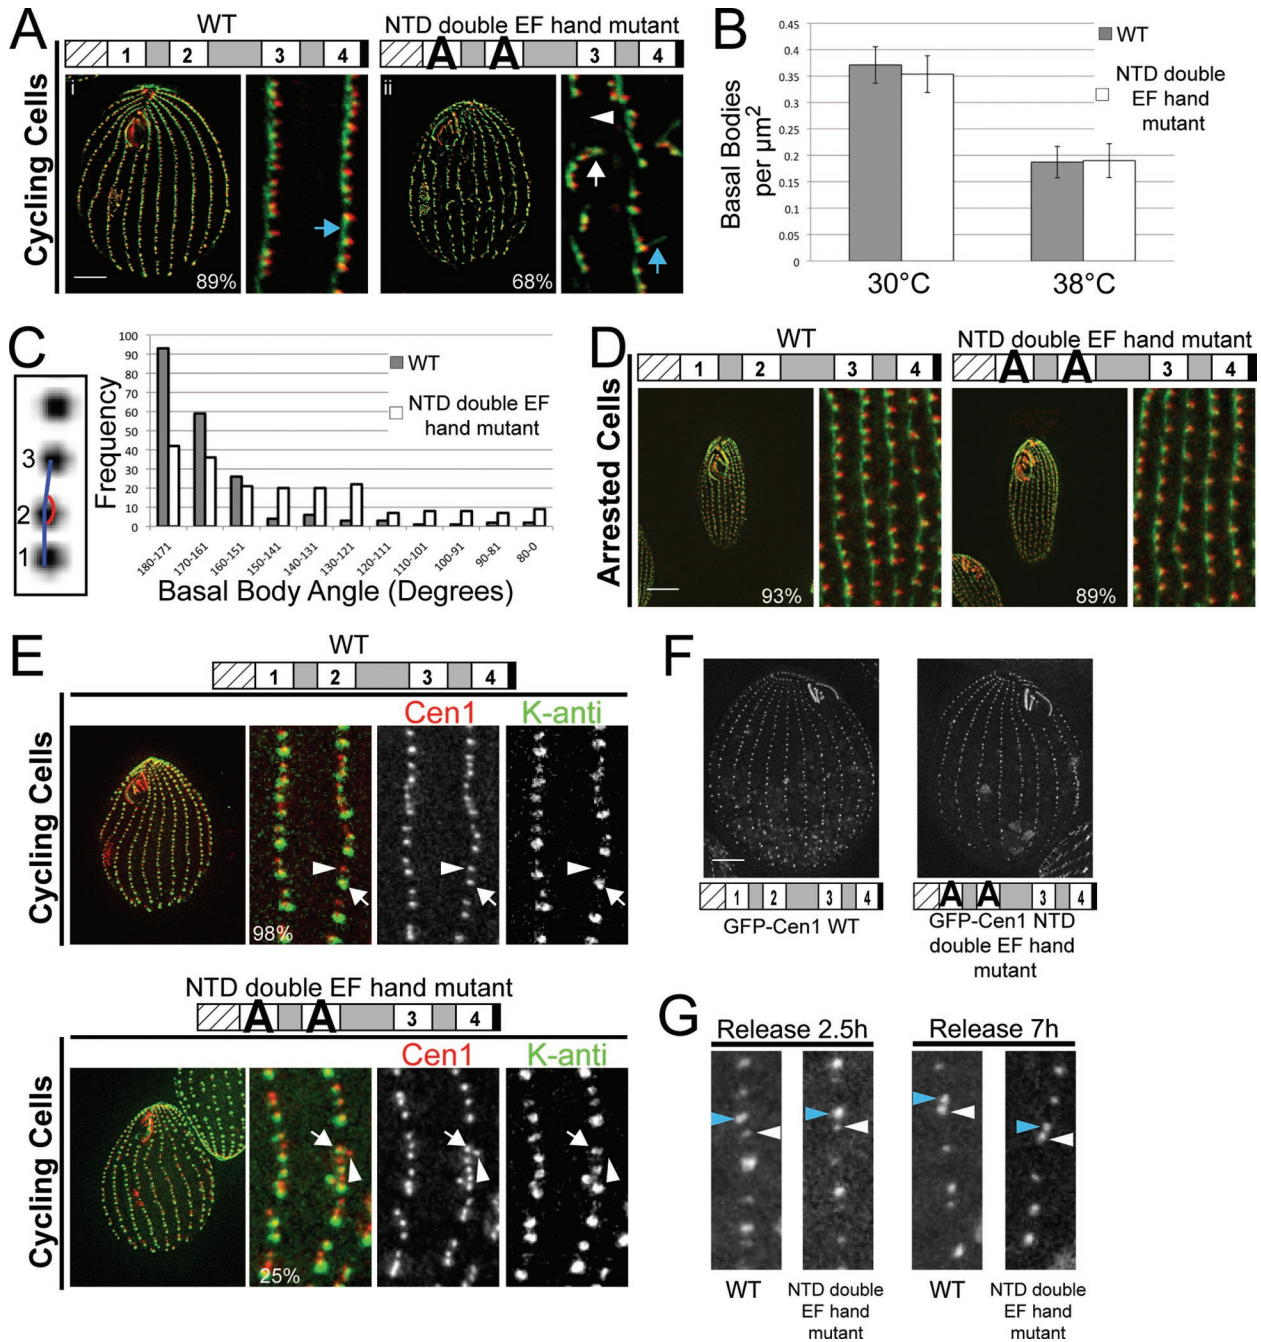 A
WT
NTD double EF hand mutant
1 2 3 4
A A 3 4
Cycling Cells
i
89%
ii
68%
B
Basal Bodies
per µm²
0.45
0.4
0.35
0.3
0.25
0.2
0.15
0.1
0.05
0
30°C
38°C
WT
NTD double
EF hand
mutant
C
3
2
1
Frequency
100
90
80
70
60
50
40
30
20
10
0
WT
NTD double EF
hand mutant
180-171
170-161
160-151
150-141
140-131
130-121
120-111
110-101
100-91
90-81
80-0
Basal Body Angle (Degrees)
D
WT
NTD double EF hand mutant
1 2 3 4
A A 3 4
Arrested Cells
93%
89%
E
WT
1 2 3 4
Cen1
K-anti
Cycling Cells
98%
NTD double EF hand mutant
A A 3 4
Cen1
K-anti
Cycling Cells
25%
F
1 2 3 4
GFP-Cen1 WT
A A 3 4
GFP-Cen1 NTD
double EF hand
mutant
G
Release 2.5h
Release 7h
WT
NTD double
EF hand
mutant
WT
NTD double
EF hand
mutant